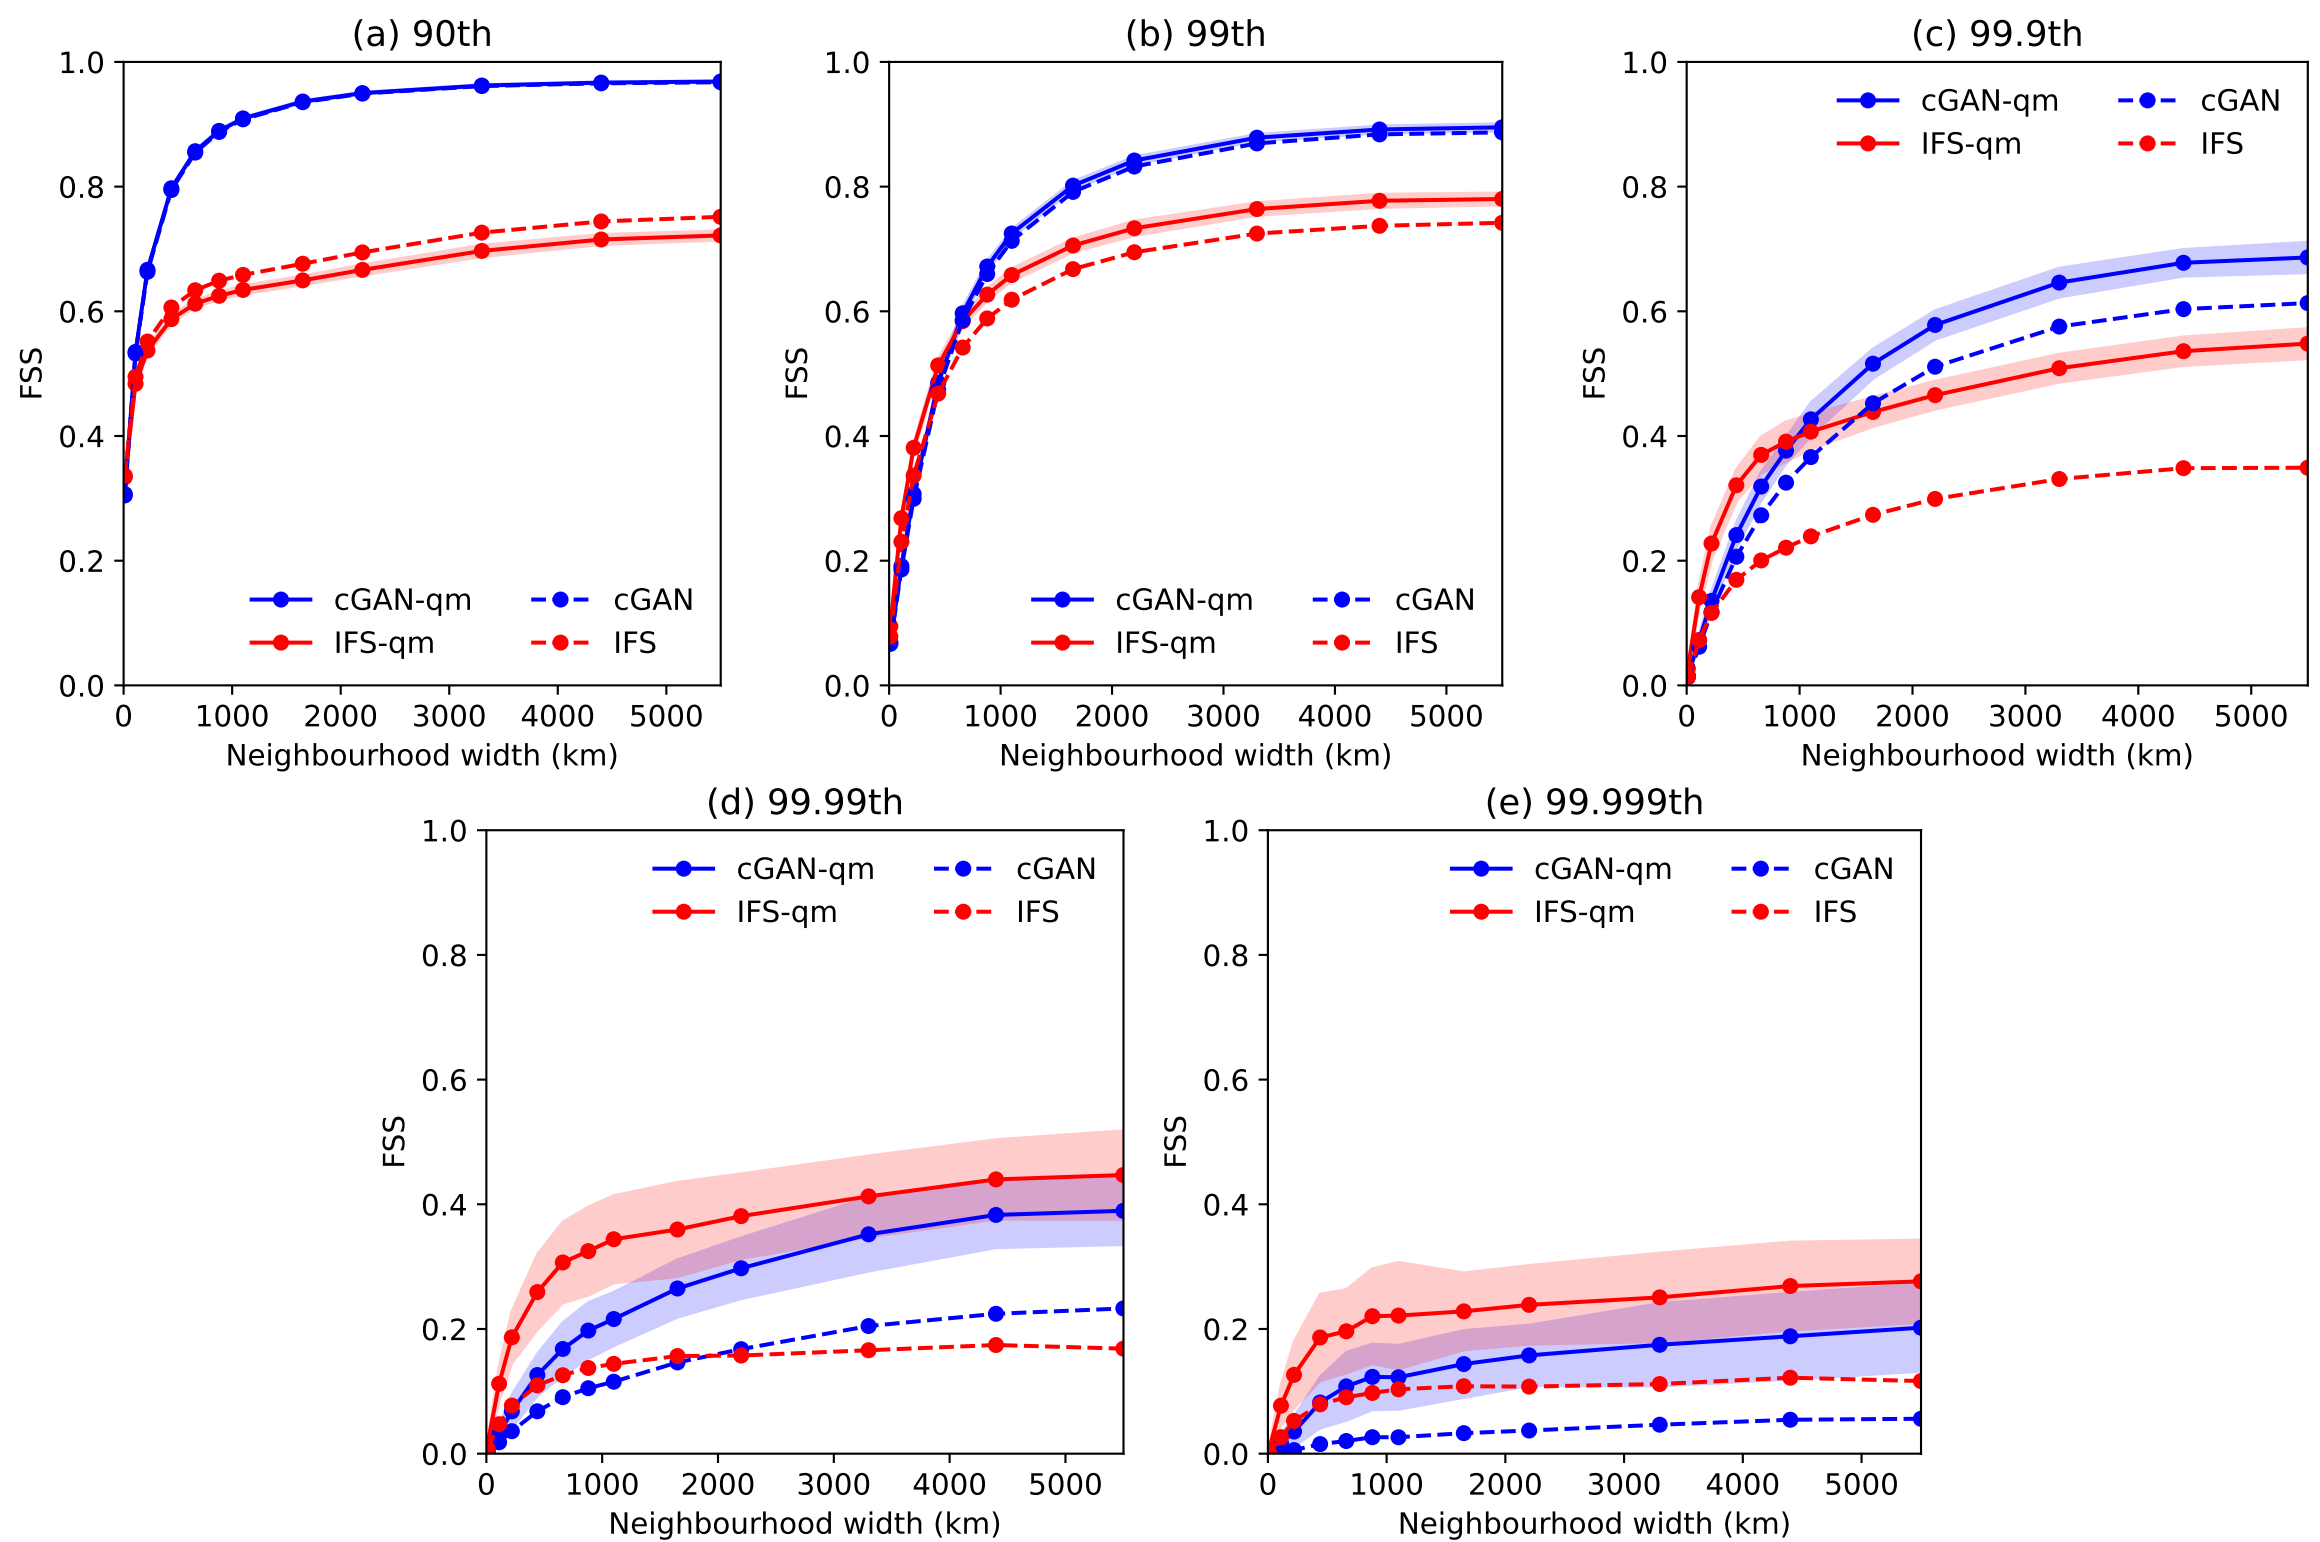 (a) 90th
1.0
0.8
0.6
0.4
0.2
0.0
FSS
cGAN-qm cGAN
IFS-qm IFS
0 1000 2000 3000 4000 5000
Neighbourhood width (km)
(b) 99th
1.0
0.8
0.6
0.4
0.2
0.0
FSS
cGAN-qm cGAN
IFS-qm IFS
0 1000 2000 3000 4000 5000
Neighbourhood width (km)
(c) 99.9th
1.0
0.8
0.6
0.4
0.2
0.0
FSS
cGAN-qm cGAN
IFS-qm IFS
0 1000 2000 3000 4000 5000
Neighbourhood width (km)
(d) 99.99th
1.0
0.8
0.6
0.4
0.2
0.0
FSS
cGAN-qm cGAN
IFS-qm IFS
0 1000 2000 3000 4000 5000
Neighbourhood width (km)
(e) 99.999th
1.0
0.8
0.6
0.4
0.2
0.0
FSS
cGAN-qm cGAN
IFS-qm IFS
0 1000 2000 3000 4000 5000
Neighbourhood width (km)